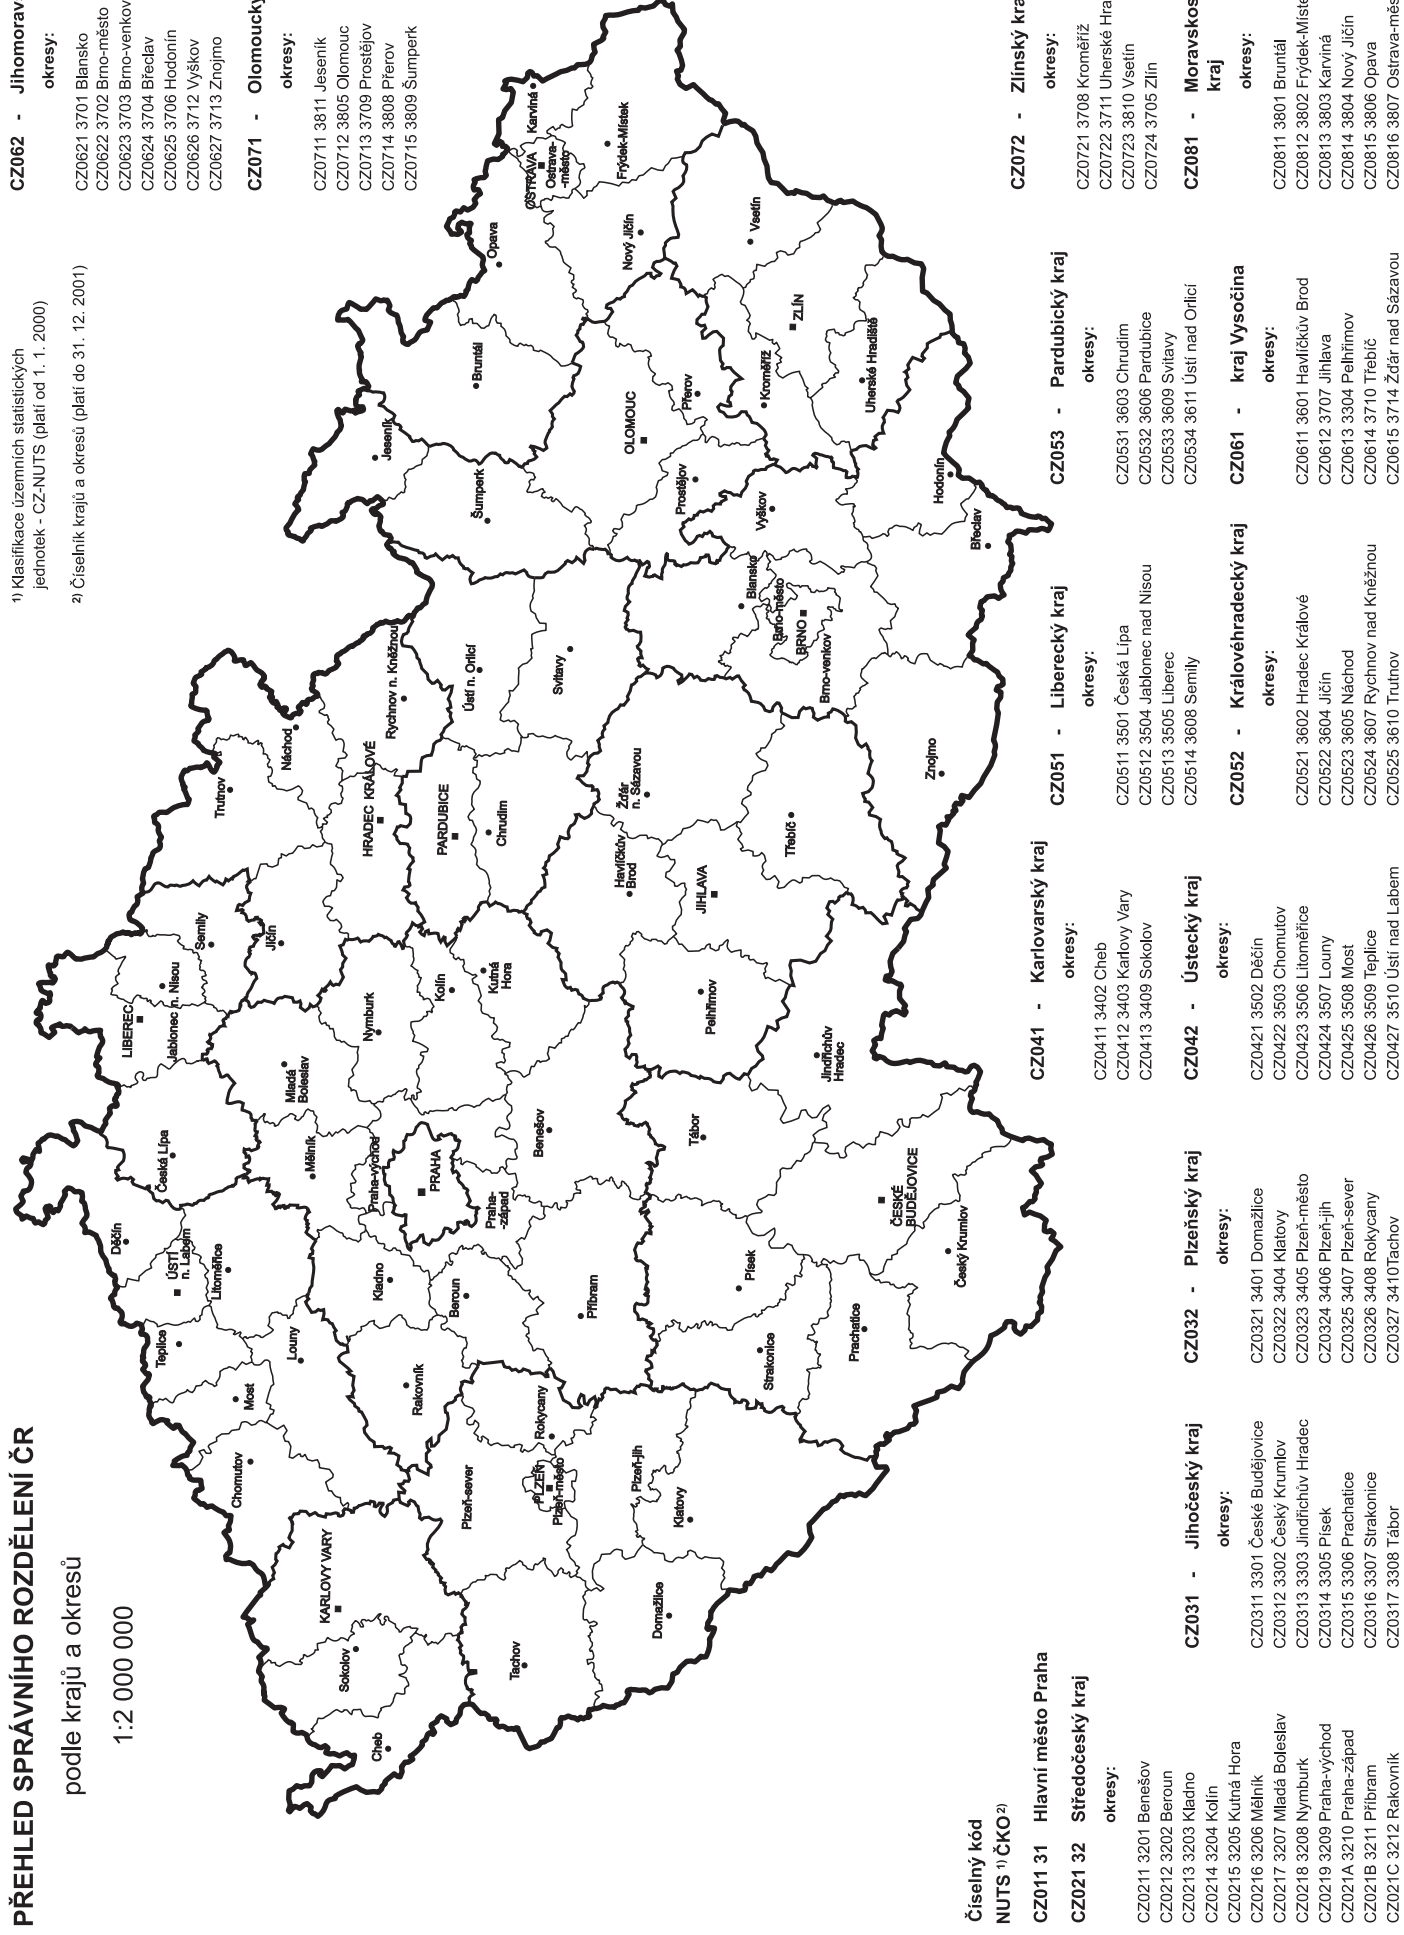 PŘEHLED SPRÁVNÍHO ROZDĚLENÍ ČR
podle krajů a okresů
1:2 000 000
1) Klasifikace územních statistických
jednotek - CZ-NUTS (platí od 1. 1. 2000)
2) Číselník krajů a okresů (platí do 31. 12. 2001)
Cheb
Sokolov
KARLOVY VARY
Chomutov
Most
Teplice
ÚSTÍ
n. Labem
Děčín
Litoměřice
Louny
Česká Lípa
LIBEREC
Jablonec n. Nisou
Semily
Jičín
Trutnov
Náchod
HRADEC KRÁLOVÉ
Rychnov n. Kněžnou
Mladá
Boleslav
Mělník
Nymburk
Kolín
Kutná
Hora
Praha-východ
PRAHA
Praha-
-západ
Kladno
Beroun
Rakovník
Benešov
Příbram
Tachov
Plzeň-sever
PLZEŇ
Plzeň-město
Rokycany
Plzeň-jih
Klatovy
Domažlice
Strakonice
Písek
Prachatice
Český Krumlov
ČESKÉ
BUDĚJOVICE
Tábor
Jindřichův
Hradec
Pelhřimov
Havlíčkův
Brod
JIHLAVA
Třebíč
Žďár
n. Sázavou
PARDUBICE
Chrudim
Ústí n. Orlicí
Svitavy
Znojmo
Brno-venkov
BRNO
Brno-město
Blansko
Vyškov
Břeclav
Hodonín
Šumperk
Jeseník
Bruntál
OLOMOUC
Prostějov
Přerov
Kroměříž
Uherské Hradiště
ZLÍN
Vsetín
Opava
Nový Jičín
OSTRAVA
Ostrava-
-město
Karviná
Frýdek-Místek
Číselný kód
NUTS 1) ČKO 2)
CZ011 31 Hlavní město Praha
CZ021 32 Středočeský kraj
okresy:
CZ0211 3201 Benešov
CZ0212 3202 Beroun
CZ0213 3203 Kladno
CZ0214 3204 Kolín
CZ0215 3205 Kutná Hora
CZ0216 3206 Mělník
CZ0217 3207 Mladá Boleslav
CZ0218 3208 Nymburk
CZ0219 3209 Praha-východ
CZ021A 3210 Praha-západ
CZ021B 3211 Příbram
CZ021C 3212 Rakovník
CZ031 - Jihočeský kraj
okresy:
CZ0311 3301 České Budějovice
CZ0312 3302 Český Krumlov
CZ0313 3303 Jindřichův Hradec
CZ0314 3305 Písek
CZ0315 3306 Prachatice
CZ0316 3307 Strakonice
CZ0317 3308 Tábor
CZ032 - Plzeňský kraj
okresy:
CZ0321 3401 Domažlice
CZ0322 3404 Klatovy
CZ0323 3405 Plzeň-město
CZ0324 3406 Plzeň-jih
CZ0325 3407 Plzeň-sever
CZ0326 3408 Rokycany
CZ0327 3410Tachov
CZ041 - Karlovarský kraj
okresy:
CZ0411 3402 Cheb
CZ0412 3403 Karlovy Vary
CZ0413 3409 Sokolov
CZ042 - Ústecký kraj
okresy:
CZ0421 3502 Děčín
CZ0422 3503 Chomutov
CZ0423 3506 Litoměřice
CZ0424 3507 Louny
CZ0425 3508 Most
CZ0426 3509 Teplice
CZ0427 3510 Ústí nad Labem
CZ051 - Liberecký kraj
okresy:
CZ0511 3501 Česká Lípa
CZ0512 3504 Jablonec nad Nisou
CZ0513 3505 Liberec
CZ0514 3608 Semily
CZ052 - Královéhradecký kraj
okresy:
CZ0521 3602 Hradec Králové
CZ0522 3604 Jičín
CZ0523 3605 Náchod
CZ0524 3607 Rychnov nad Kněžnou
CZ0525 3610 Trutnov
CZ053 - Pardubický kraj
okresy:
CZ0531 3603 Chrudim
CZ0532 3606 Pardubice
CZ0533 3609 Svitavy
CZ0534 3611 Ústí nad Orlicí
CZ061 - kraj Vysočina
okresy:
CZ0611 3601 Havlíčkův Brod
CZ0612 3707 Jihlava
CZ0613 3304 Pelhřimov
CZ0614 3710 Třebíč
CZ0615 3714 Žďár nad Sázavou
CZ062 - Jihomorav
okresy:
CZ0621 3701 Blansko
CZ0622 3702 Brno-město
CZ0623 3703 Brno-venkov
CZ0624 3704 Břeclav
CZ0625 3706 Hodonín
CZ0626 3712 Vyškov
CZ0627 3713 Znojmo
CZ071 - Olomoucký
okresy:
CZ0711 3811 Jeseník
CZ0712 3805 Olomouc
CZ0713 3709 Prostějov
CZ0714 3808 Přerov
CZ0715 3809 Šumperk
CZ072 - Zlínský kra
okresy:
CZ0721 3708 Kroměříž
CZ0722 3711 Uherské Hra
CZ0723 3810 Vsetín
CZ0724 3705 Zlín
CZ081 - Moravskos
kraj
okresy:
CZ0811 3801 Bruntál
CZ0812 3802 Frýdek-Míste
CZ0813 3803 Karviná
CZ0814 3804 Nový Jičín
CZ0815 3806 Opava
CZ0816 3807 Ostrava-měs